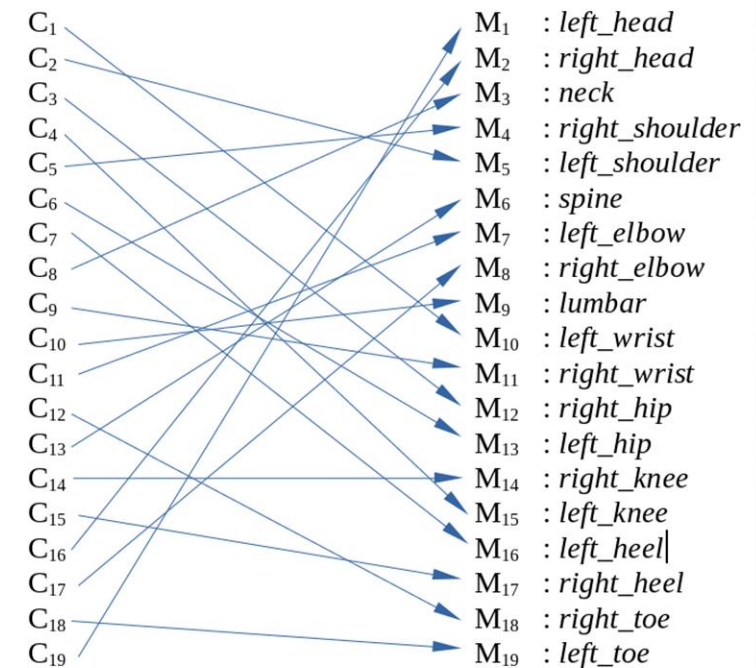 C₁ M₁ : left_head
C₂ M₂ : right_head
C₃ M₃ : neck
C₄ M₄ : right_shoulder
C₅ M₅ : left_shoulder
C₆ M₆ : spine
C₇ M₇ : left_elbow
C₈ M₈ : right_elbow
C₉ M₉ : lumbar
C₁₀ M₁₀ : left_wrist
C₁₁ M₁₁ : right_wrist
C₁₂ M₁₂ : right_hip
C₁₃ M₁₃ : left_hip
C₁₄ M₁₄ : right_knee
C₁₅ M₁₅ : left_knee
C₁₆ M₁₆ : left_heel
C₁₇ M₁₇ : right_heel
C₁₈ M₁₈ : right_toe
C₁₉ M₁₉ : left_toe